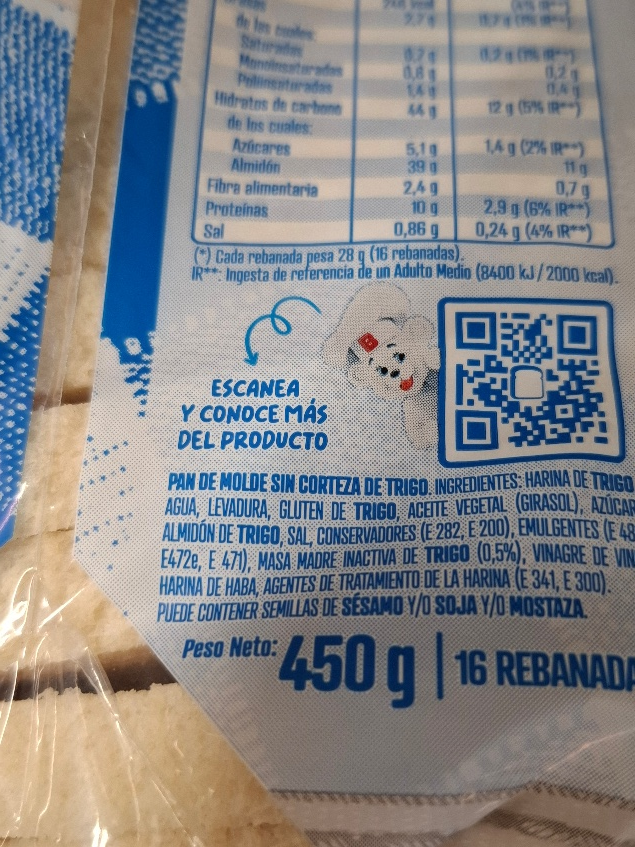 de los cuales:
Saturadas
Monoinsaturadas 0,2 g
Poliinsaturadas
Hidratos de carbono 44 g 12 g (5% IR**)
de los cuales:
Azúcares 5,1 g 1,4 g (2% IR**)
Almidón 39 g 11 g
Fibra alimentaria 2,4 g 0,7 g
Proteínas 10 g 2,9 g (6% IR**)
Sal 0,86 g 0,24 g (4% IR**)
(*) Cada rebanada pesa 28 g (16 rebanadas).
IR**: Ingesta de referencia de un Adulto Medio (8400 kJ / 2000 kcal).
ESCANEA
Y CONOCE MÁS
DEL PRODUCTO
PAN DE MOLDE SIN CORTEZA DE TRIGO. INGREDIENTES: HARINA DE TRIGO
AGUA, LEVADURA, GLUTEN DE TRIGO, ACEITE VEGETAL (GIRASOL), AZÚCAR
ALMIDÓN DE TRIGO, SAL, CONSERVADORES (E 282, E 200), EMULGENTES (E 48
E472e, E 471), MASA MADRE INACTIVA DE TRIGO (0,5%), VINAGRE DE VIN
HARINA DE HABA, AGENTES DE TRATAMIENTO DE LA HARINA (E 341, E 300).
PUEDE CONTENER SEMILLAS DE SÉSAMO Y/O SOJA Y/O MOSTAZA.
Peso Neto: 450 g | 16 REBANADA